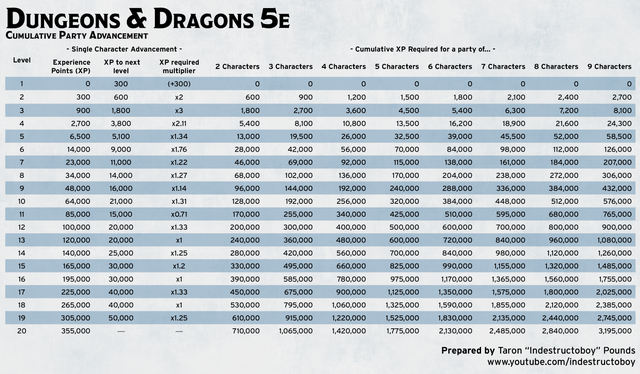 DUNGEONS & DRAGONS 5E
CUMULATIVE PARTY ADVANCEMENT
- Single Character Advancement - - Cumulative XP Required for a party of... -
Level Experience Points (XP) XP to next level XP required multiplier 2 Characters 3 Characters 4 Characters 5 Characters 6 Characters 7 Characters 8 Characters 9 Characters
1 0 300 (+300) 0 0 0 0 0 0 0 0
2 300 600 x2 600 900 1,200 1,500 1,800 2,100 2,400 2,700
3 900 1,800 x3 1,800 2,700 3,600 4,500 5,400 6,300 7,200 8,100
4 2,700 3,800 x2.11 5,400 8,100 10,800 13,500 16,200 18,900 21,600 24,300
5 6,500 5,100 x1.34 13,000 19,500 26,000 32,500 39,000 45,500 52,000 58,500
6 14,000 9,000 x1.76 28,000 42,000 56,000 70,000 84,000 98,000 112,000 126,000
7 23,000 11,000 x1.22 46,000 69,000 92,000 115,000 138,000 161,000 184,000 207,000
8 34,000 14,000 x1.27 68,000 102,000 136,000 170,000 204,000 238,000 272,000 306,000
9 48,000 16,000 x1.14 96,000 144,000 192,000 240,000 288,000 336,000 384,000 432,000
10 64,000 21,000 x1.31 128,000 192,000 256,000 320,000 384,000 448,000 512,000 576,000
11 85,000 15,000 x0.71 170,000 255,000 340,000 425,000 510,000 595,000 680,000 765,000
12 100,000 20,000 x1.33 200,000 300,000 400,000 500,000 600,000 700,000 800,000 900,000
13 120,000 20,000 x1 240,000 360,000 480,000 600,000 720,000 840,000 960,000 1,080,000
14 140,000 25,000 x1.25 280,000 420,000 560,000 700,000 840,000 980,000 1,120,000 1,260,000
15 165,000 30,000 x1.2 330,000 495,000 660,000 825,000 990,000 1,155,000 1,320,000 1,485,000
16 195,000 30,000 x1 390,000 585,000 780,000 975,000 1,170,000 1,365,000 1,560,000 1,755,000
17 225,000 40,000 x1.33 450,000 675,000 900,000 1,125,000 1,350,000 1,575,000 1,800,000 2,025,000
18 265,000 40,000 x1 530,000 795,000 1,060,000 1,325,000 1,590,000 1,855,000 2,120,000 2,385,000
19 305,000 50,000 x1.25 610,000 915,000 1,220,000 1,525,000 1,830,000 2,135,000 2,440,000 2,745,000
20 355,000 — — 710,000 1,065,000 1,420,000 1,775,000 2,130,000 2,485,000 2,840,000 3,195,000
Prepared by Taron "Indestructoboy" Pounds
www.youtube.com/indestructoboy